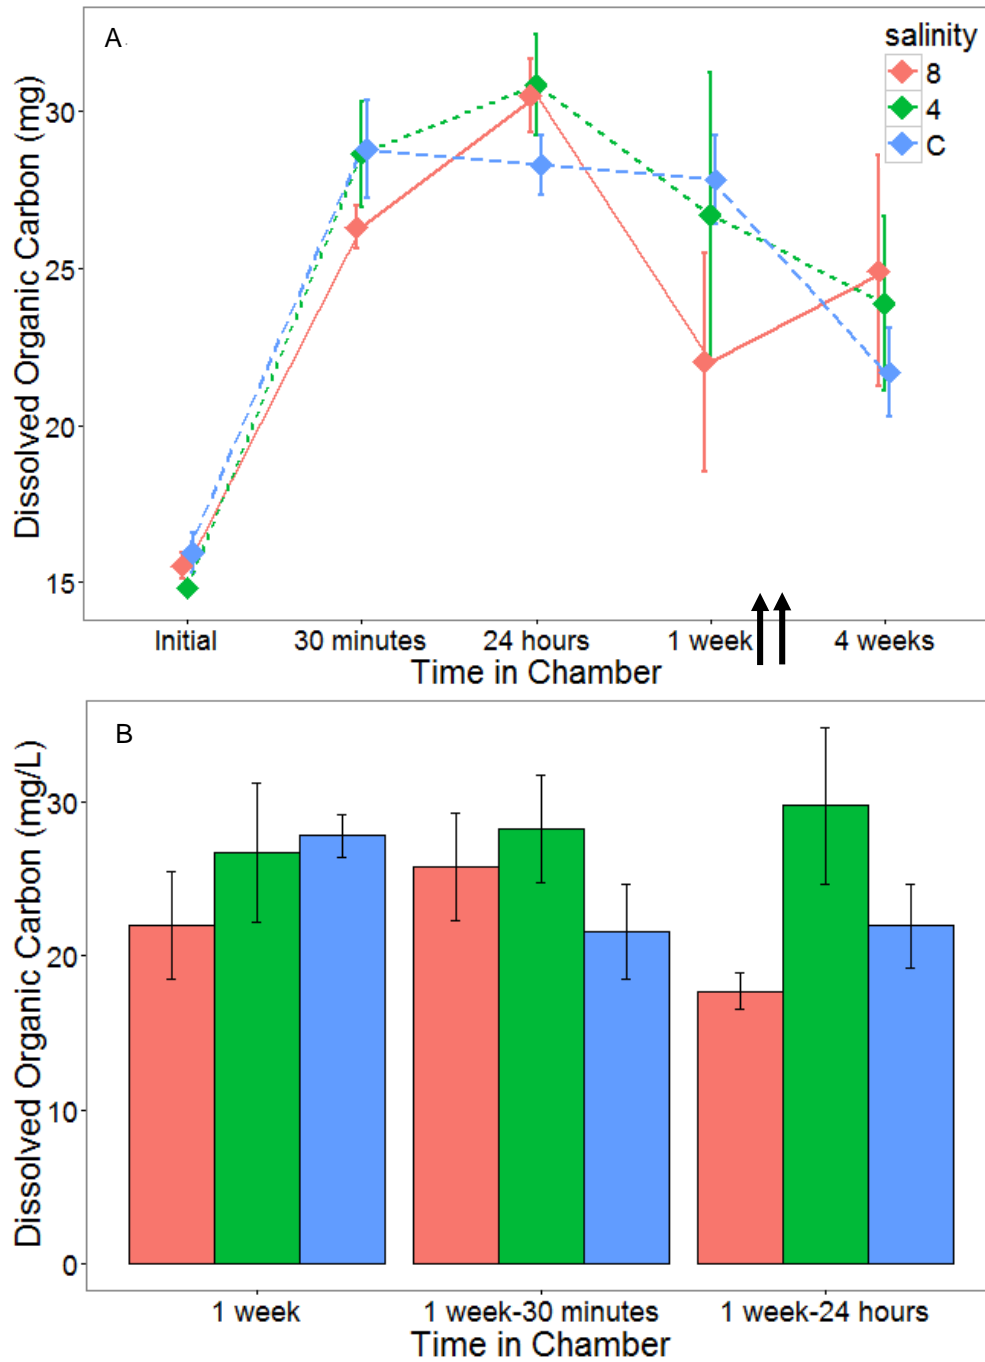 A
salinity
8
4
C
Dissolved Organic Carbon (mg)
30
25
20
15
Initial
30 minutes
24 hours
1 week
4 weeks
Time in Chamber
B
Dissolved Organic Carbon (mg/L)
30
20
10
0
1 week
1 week-30 minutes
1 week-24 hours
Time in Chamber